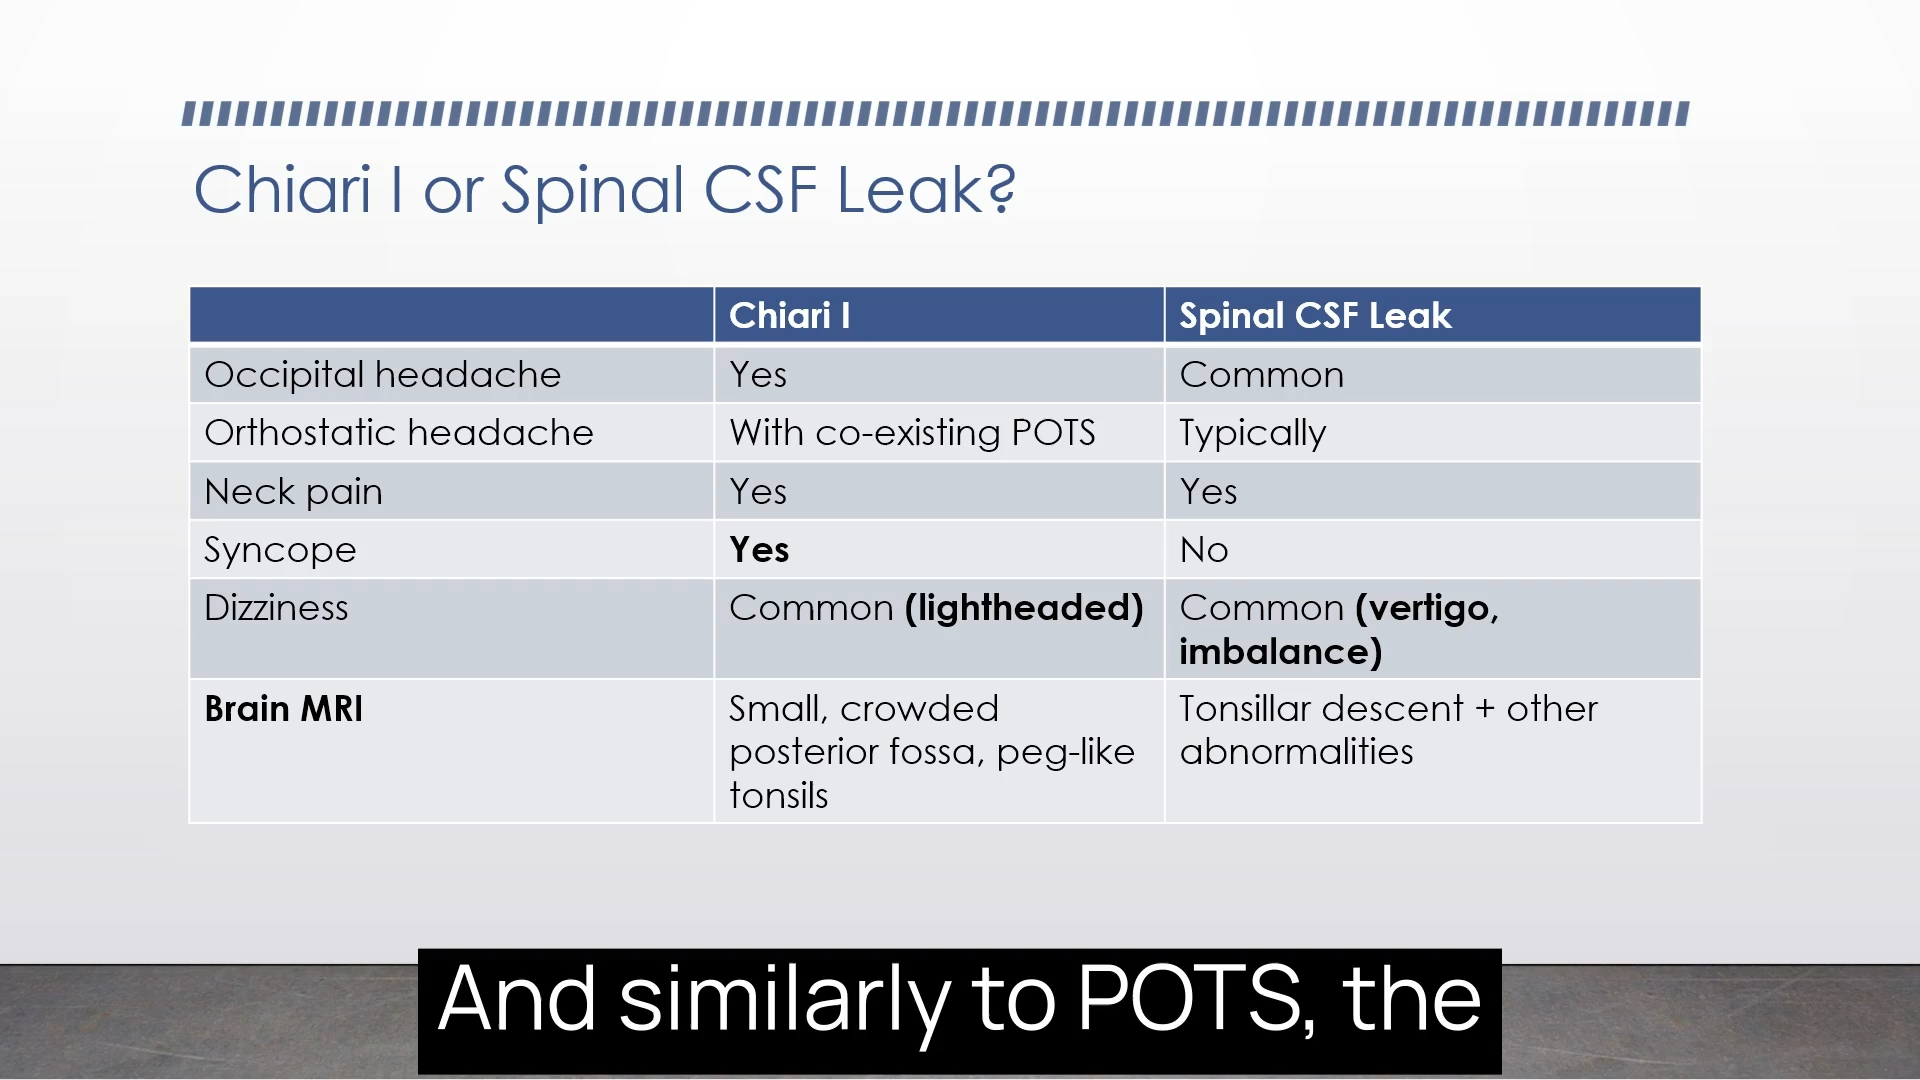 Chiari I or Spinal CSF Leak?
Chiari I
Spinal CSF Leak
Occipital headache
Yes
Common
Orthostatic headache
With co-existing POTS
Typically
Neck pain
Yes
Yes
Syncope
Yes
No
Dizziness
Common (lightheaded)
Common (vertigo,
imbalance)
Brain MRI
Small, crowded
posterior fossa, peg-like
tonsils
Tonsillar descent + other
abnormalities
And similarly to POTS, the